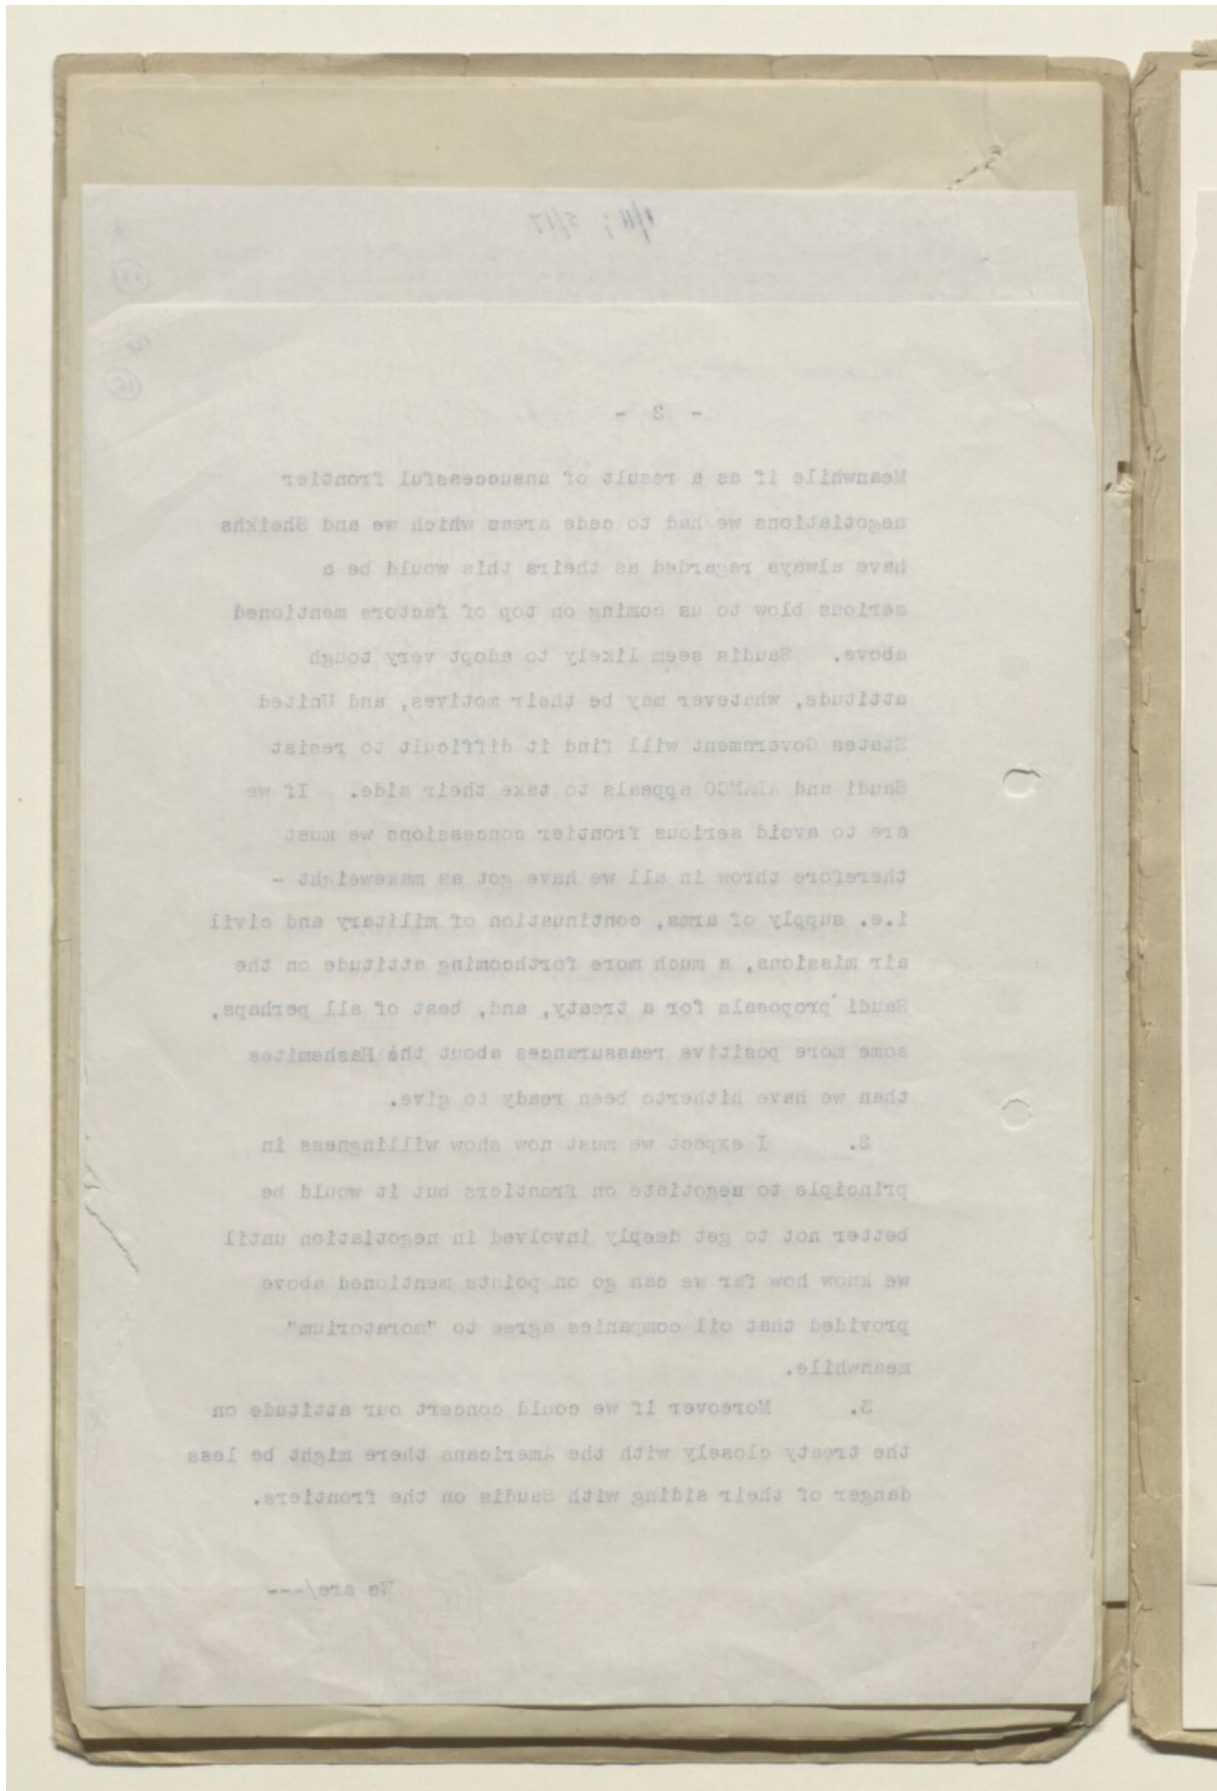 1/11; 5/17
- 2 -
Meanwhile if as a result of unsuccessful frontier
negotiations we had to cede areas which we and Sheikhs
have always regarded as theirs this would be a
serious blow to us coming on top of factors mentioned
above. Saudis seem likely to adopt very tough
attitude, whatever may be their motives, and United
States Government will find it difficult to resist
Saudi and ARAMCO appeals to take their side. If we
are to avoid serious frontier concessions we must
therefore throw in all we have got as makeweight -
i.e. supply of arms, continuation of military and civil
air missions, a much more forthcoming attitude on the
Saudi proposals for a treaty, and, best of all perhaps,
some more positive reassurances about the Hashemites
than we have hitherto been ready to give.
2. I expect we must now show willingness in
principle to negotiate on frontiers but it would be
better not to get deeply involved in negotiation until
we know how far we can go on points mentioned above
provided that oil companies agree to "moratorium"
meanwhile.
3. Moreover if we could concert our attitude on
the treaty closely with the Americans there might be less
danger of their siding with Saudis on the frontiers.
We are/---